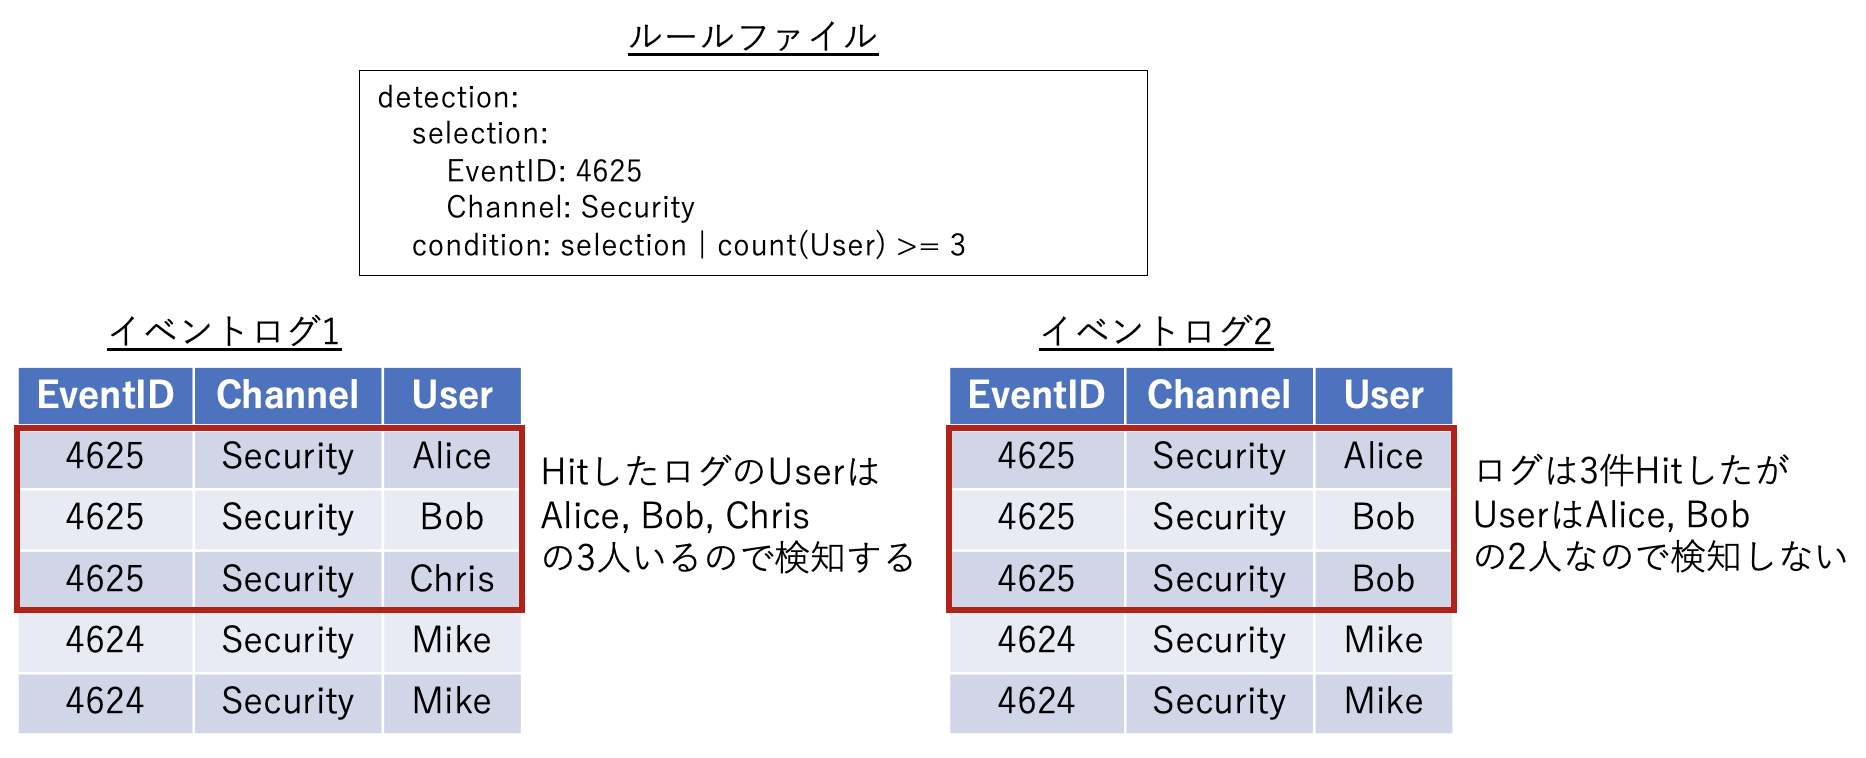 ルールファイル
detection:
selection:
EventID: 4625
Channel: Security
condition: selection | count(User) >= 3
イベントログ1
EventID Channel User
4625 Security Alice
4625 Security Bob
4625 Security Chris
4624 Security Mike
4624 Security Mike
HitしたログのUserは
Alice, Bob, Chris
の3人いるので検知する
イベントログ2
EventID Channel User
4625 Security Alice
4625 Security Bob
4625 Security Bob
4624 Security Mike
4624 Security Mike
ログは3件Hitしたが
UserはAlice, Bob
の2人なので検知しない